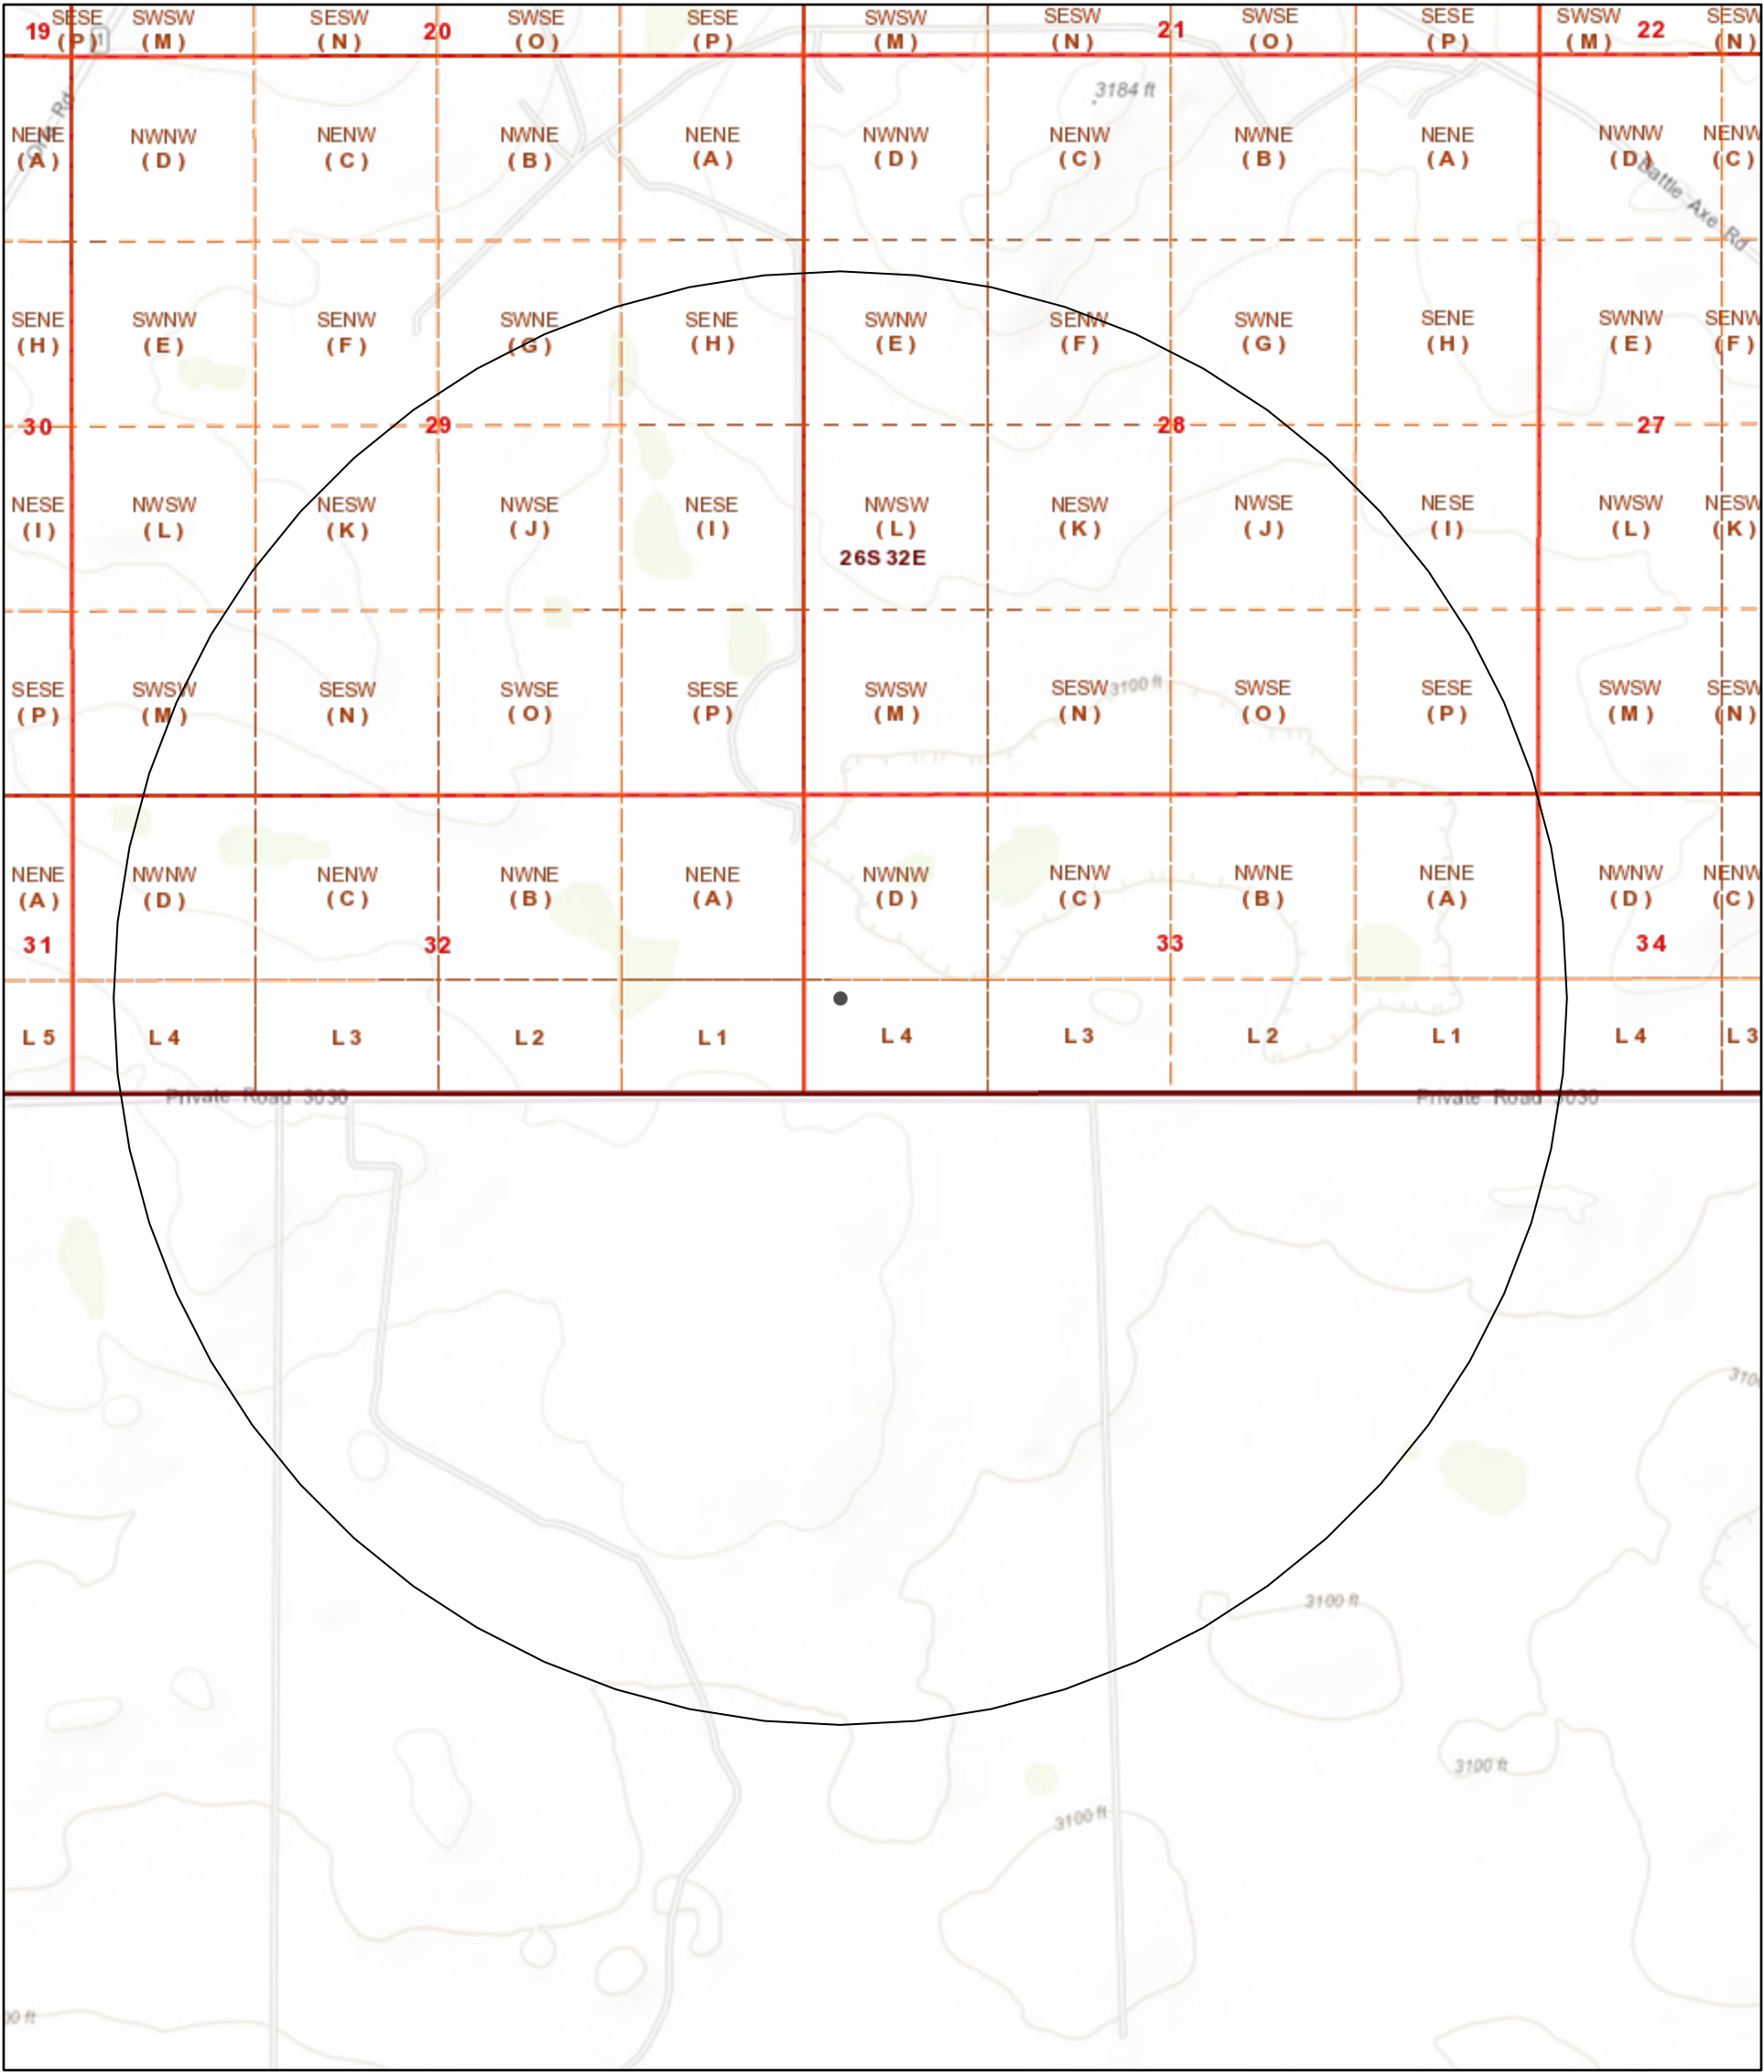 SESE SWSW SESW SWSE SESE SWSW SESW SWSE SESE SWSW SESW
19 20 21 22
(P) 1 (M) (N) (O) (P) (M) (N) (O) (P) (M) (N)
3184 ft
NENE NWNW NENW NWNE NENE NWNW NENW NWNE NENE NWNW NENW
(A) (D) (C) (B) (A) (D) (C) (B) (A) (D) (C)
Battle Axe Rd
SENE SWNW SENW SWNE SENE SWNW SENW SWNE SENE SWNW SENW
(H) (E) (F) (G) (H) (E) (F) (G) (H) (E) (F)
30 29 28 27
NESE NWSW NESW NWSE NESE NWSW NESW NWSE NESE NWSW NESW
(I) (L) (K) (J) (I) (L) (K) (J) (I) (L) (K)
26S 32E
SESE SWSW SESW SWSE SESE SWSW SESW 3100 ft SWSE SESE SWSW SESW
(P) (M) (N) (O) (P) (M) (N) (O) (P) (M) (N)
NENE NWNW NENW NWNE NENE NWNW NENW NWNE NENE NWNW NENW
(A) (D) (C) (B) (A) (D) (C) (B) (A) (D) (C)
31 32 33 34
L 5 L 4 L 3 L 2 L 1 L 4 L 3 L 2 L 1 L 4 L 3
Private Road 3030 Private Road 3030
3100
3100 ft
3100 ft
3100 ft
00 ft